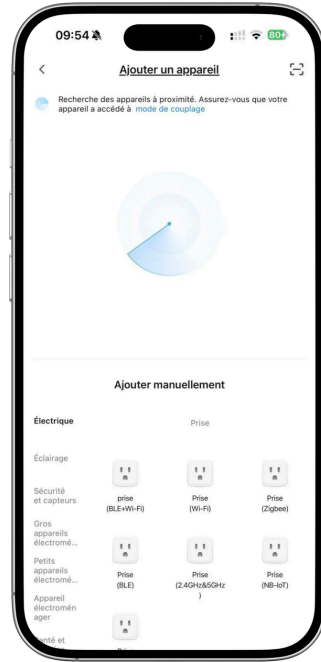 09:54
80
Ajouter un appareil
Recherche des appareils à proximité. Assurez-vous que votre
appareil a accédé à mode de couplage
Ajouter manuellement
Électrique
Prise
Éclairage
prise
(BLE+Wi-Fi)
Prise
(Wi-Fi)
Prise
(Zigbee)
Sécurité
et capteurs
Gros
appareils
électromé...
Petits
appareils
électromé...
Prise
(BLE)
Prise
(2.4GHz&5GHz
)
Prise
(NB-IoT)
Appareil
électromén
ager
Santé et